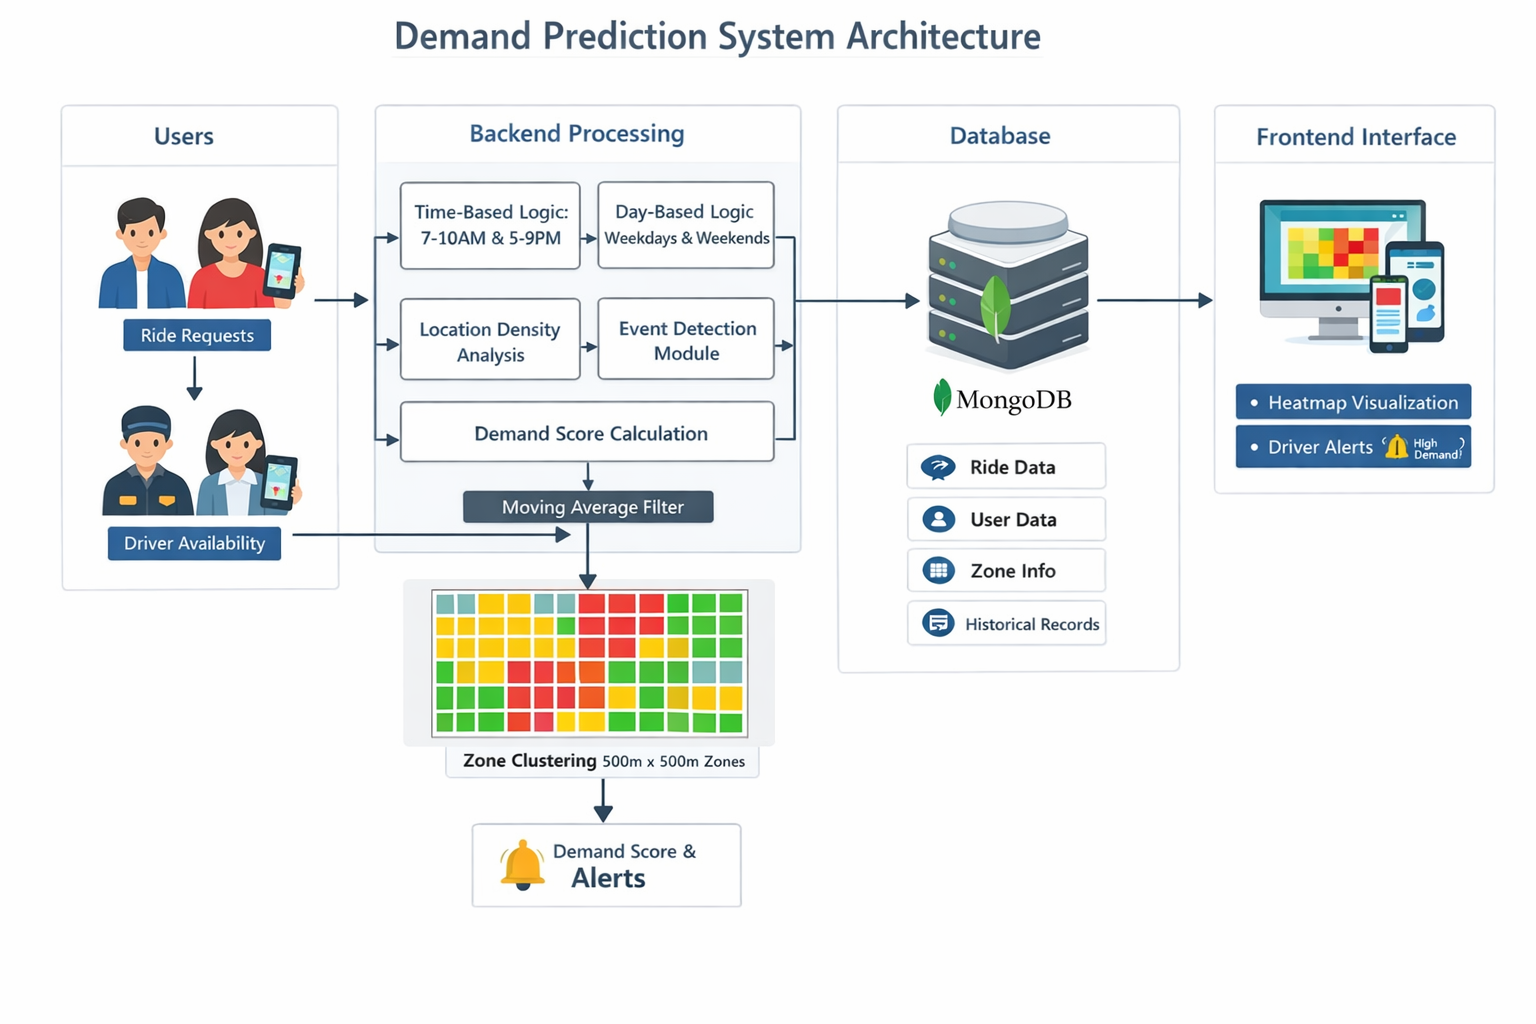 Demand Prediction System Architecture
Users
Ride Requests
Driver Availability
Backend Processing
Time-Based Logic:
7-10AM & 5-9PM
Day-Based Logic
Weekdays & Weekends
Location Density
Analysis
Event Detection
Module
Demand Score Calculation
Moving Average Filter
Zone Clustering 500m x 500m Zones
Demand Score &
Alerts
Database
MongoDB
Ride Data
User Data
Zone Info
Historical Records
Frontend Interface
• Heatmap Visualization
• Driver Alerts
High
Demand!